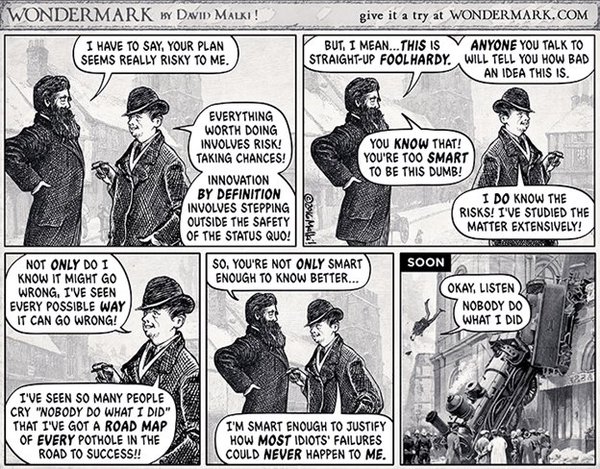 WONDERMARK BY DAVID MALKI !
give it a try at WONDERMARK.COM
I HAVE TO SAY, YOUR PLAN
SEEMS REALLY RISKY TO ME.
EVERYTHING
WORTH DOING
INVOLVES RISK!
TAKING CHANCES!
INNOVATION
BY DEFINITION
INVOLVES STEPPING
OUTSIDE THE SAFETY
OF THE STATUS QUO!
BUT, I MEAN...THIS IS
STRAIGHT-UP FOOLHARDY.
ANYONE YOU TALK TO
WILL TELL YOU HOW BAD
AN IDEA THIS IS.
YOU KNOW THAT!
YOU'RE TOO SMART
TO BE THIS DUMB!
I DO KNOW THE
RISKS! I'VE STUDIED THE
MATTER EXTENSIVELY!
NOT ONLY DO I
KNOW IT MIGHT GO
WRONG, I'VE SEEN
EVERY POSSIBLE WAY
IT CAN GO WRONG!
I'VE SEEN SO MANY PEOPLE
CRY "NOBODY DO WHAT I DID"
THAT I'VE GOT A ROAD MAP
OF EVERY POTHOLE IN THE
ROAD TO SUCCESS!!
SO, YOU'RE NOT ONLY SMART
ENOUGH TO KNOW BETTER...
I'M SMART ENOUGH TO JUSTIFY
HOW MOST IDIOTS' FAILURES
COULD NEVER HAPPEN TO ME.
SOON
OKAY, LISTEN
NOBODY DO
WHAT I DID